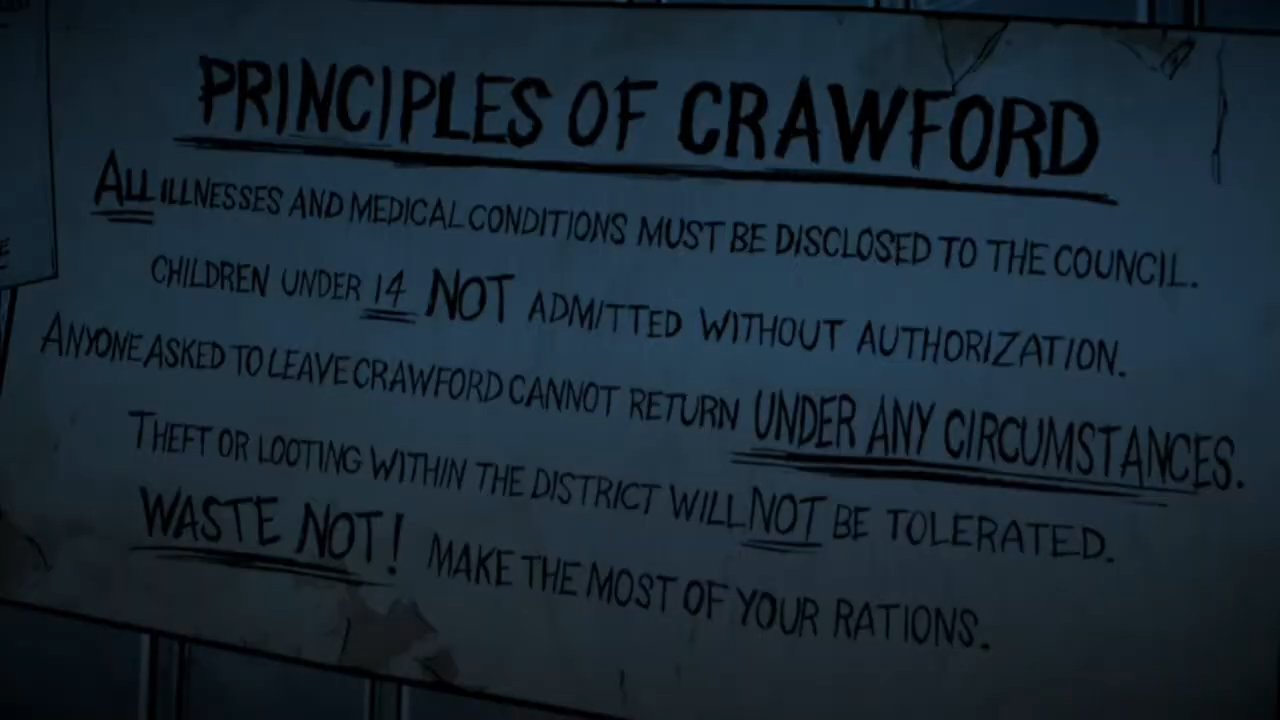 PRINCIPLES OF CRAWFORD
ALL ILLNESSES AND MEDICAL CONDITIONS MUST BE DISCLOSED TO THE COUNCIL.
CHILDREN UNDER 14 NOT ADMITTED WITHOUT AUTHORIZATION.
ANYONE ASKED TO LEAVE CRAWFORD CANNOT RETURN UNDER ANY CIRCUMSTANCES.
THEFT OR LOOTING WITHIN THE DISTRICT WILL NOT BE TOLERATED.
WASTE NOT! MAKE THE MOST OF YOUR RATIONS.